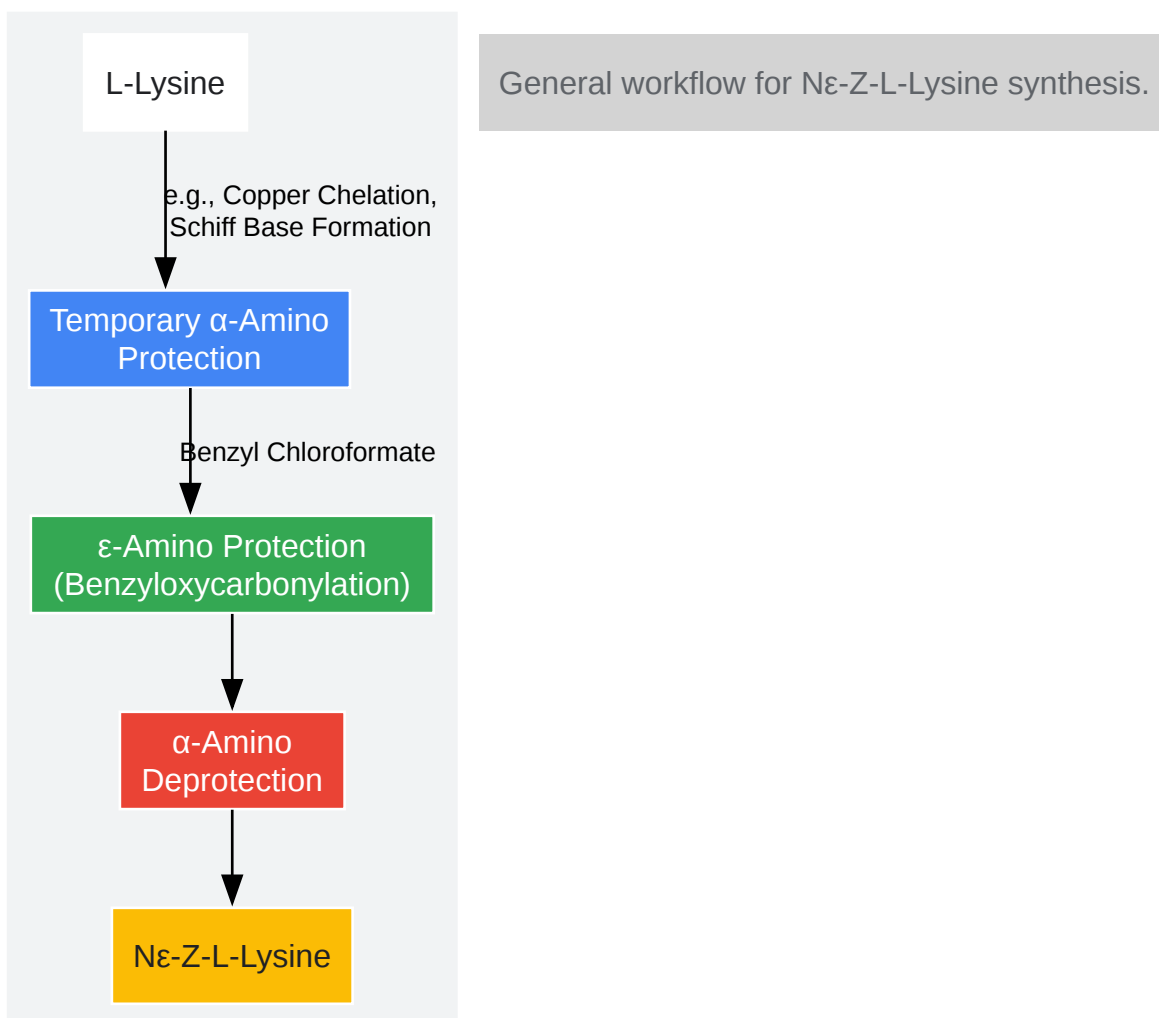 L-Lysine
General workflow for Nε-Z-L-Lysine synthesis.
e.g., Copper Chelation,
Schiff Base Formation
Temporary α-Amino
Protection
Benzyl Chloroformate
ε-Amino Protection
(Benzyloxycarbonylation)
α-Amino
Deprotection
Nε-Z-L-Lysine